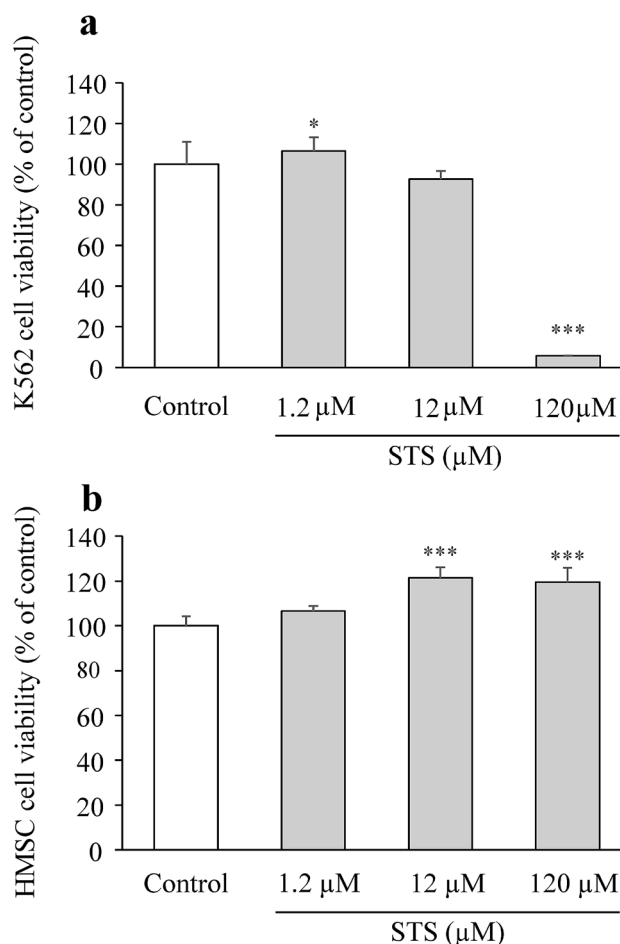 a
K562 cell viability (% of control)
140
120
100
80
60
40
20
0
*
***
Control 1.2 µM 12µM 120µM
STS (µM)
b
HMSC cell viability (% of control)
140
120
100
80
60
40
20
0
*** ***
Control 1.2 µM 12 µM 120 µM
STS (µM)